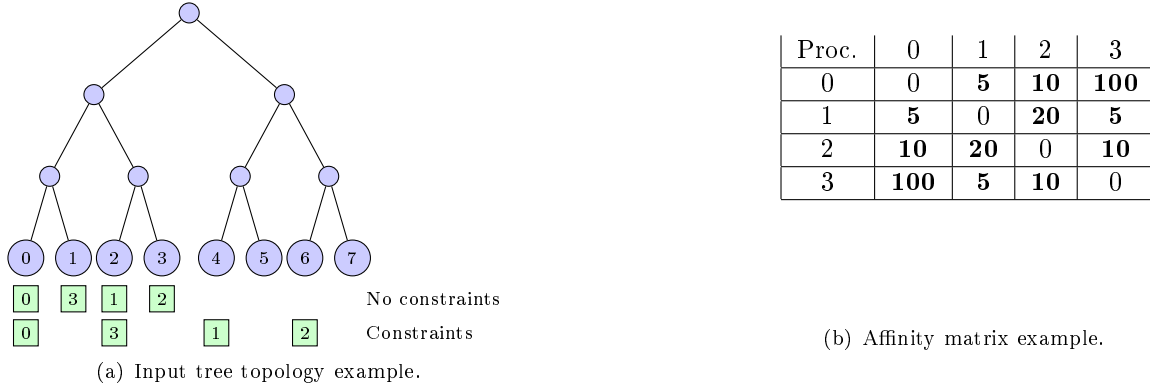 0 1 2 3 4 5 6 7
0 3 1 2 No constraints
0 3 1 2 Constraints
(a) Input tree topology example.
Proc. 0 1 2 3
0 0 5 10 100
1 5 0 20 5
2 10 20 0 10
3 100 5 10 0
(b) Affinity matrix example.